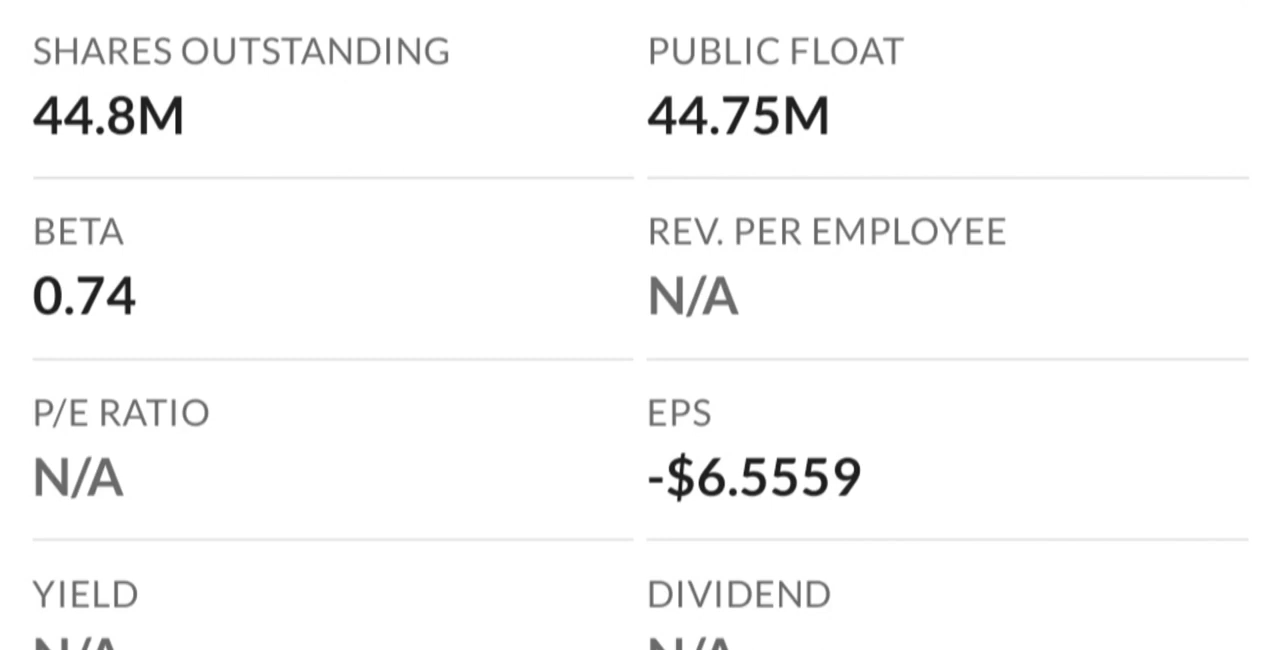 SHARES OUTSTANDING
44.8M
PUBLIC FLOAT
44.75M
BETA
0.74
REV. PER EMPLOYEE
N/A
P/E RATIO
N/A
EPS
-$6.5559
YIELD
N/A
DIVIDEND
N/A